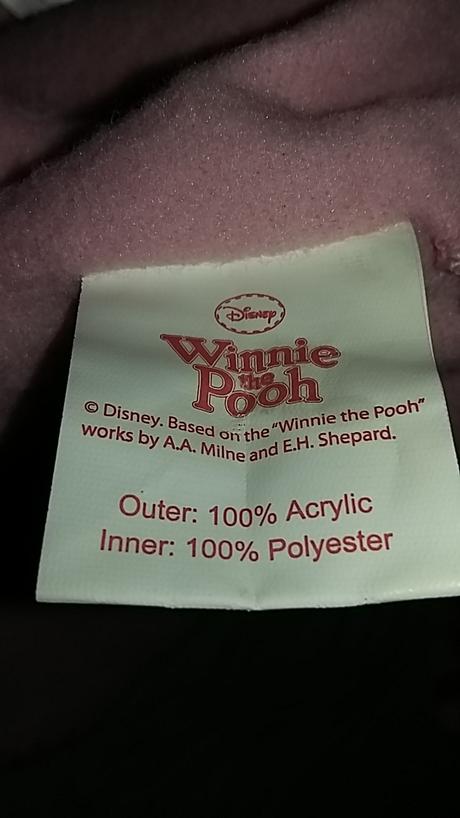 Disney
Winnie
the
Pooh
© Disney. Based on the "Winnie the Pooh"
works by A.A. Milne and E.H. Shepard.
Outer: 100% Acrylic
Inner: 100% Polyester